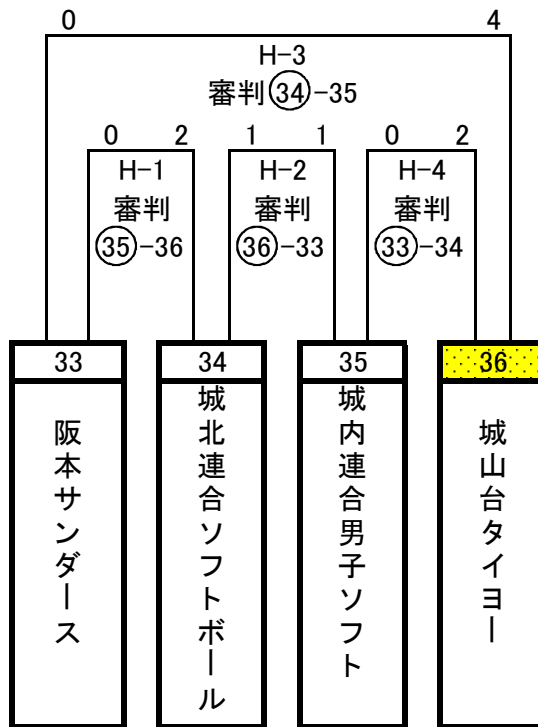 0 4
H-3
審判㉞-35
0 2 1 1 0 2
H-1 H-2 H-4
審判 審判 審判
㉟-36 ㊱-33 ㉝-34
33 34 35 36
阪本サンダース
城北連合ソフトボール
城内連合男子ソフト
城山台タイヨー